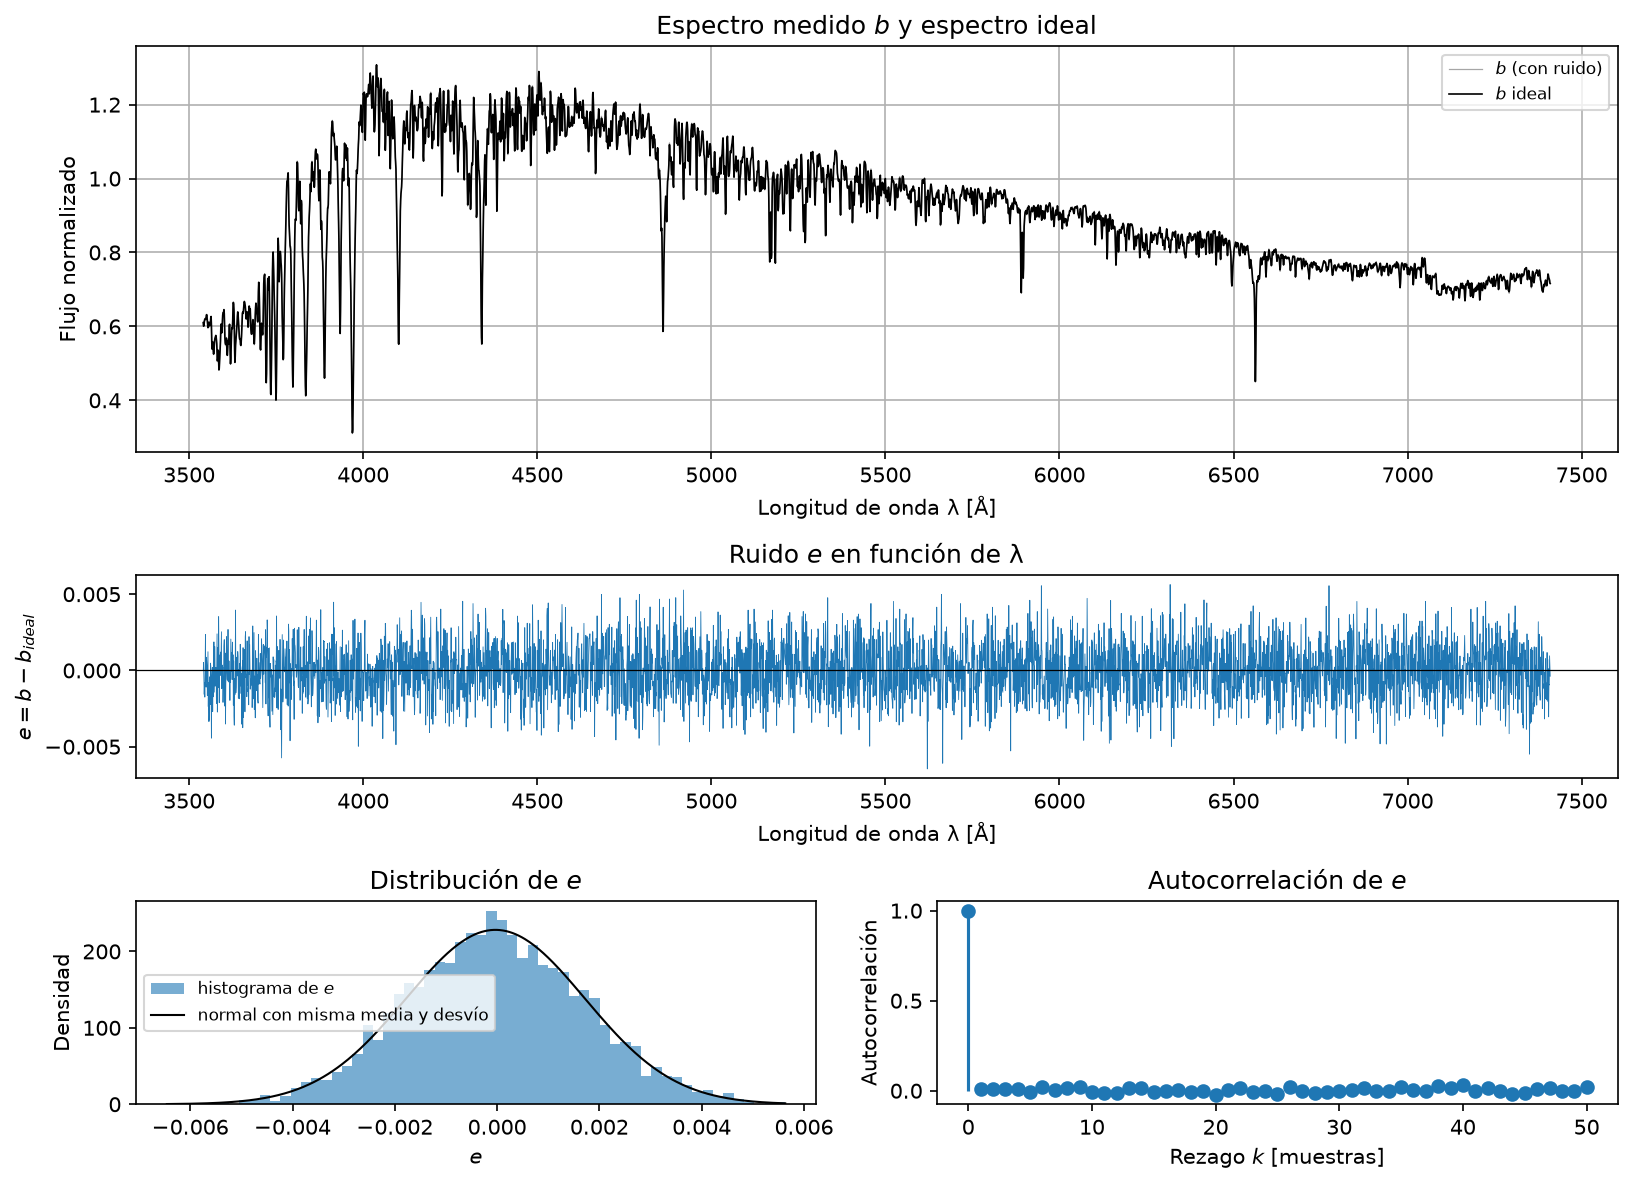 Espectro medido b y espectro ideal
b (con ruido)
b ideal
Flujo normalizado
1.2
1.0
0.8
0.6
0.4
3500 4000 4500 5000 5500 6000 6500 7000 7500
Longitud de onda λ [Å]
Ruido e en función de λ
e = b − b_ideal
0.005
0.000
−0.005
3500 4000 4500 5000 5500 6000 6500 7000 7500
Longitud de onda λ [Å]
Distribución de e
Densidad
200
100
0
histograma de e
normal con misma media y desvío
−0.006 −0.004 −0.002 0.000 0.002 0.004 0.006
e
Autocorrelación de e
Autocorrelación
1.0
0.5
0.0
0 10 20 30 40 50
Rezago k [muestras]